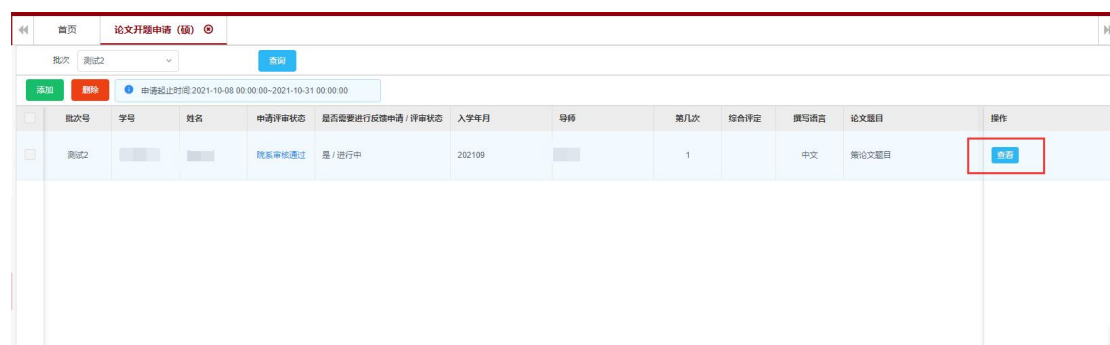 首页 论文开题申请（硕）
批次 测试2 查询
添加 删除 申请起止时间:2021-10-08 00:00:00~2021-10-31 00:00:00
批次号 学号 姓名 申请评审状态 是否需要进行反馈申请 / 评审状态 入学年月 导师 第几次 综合评定 撰写语言 论文题目 操作
测试2 院系审核通过 是 / 进行中 202109 1 中文 策论文题目 查看